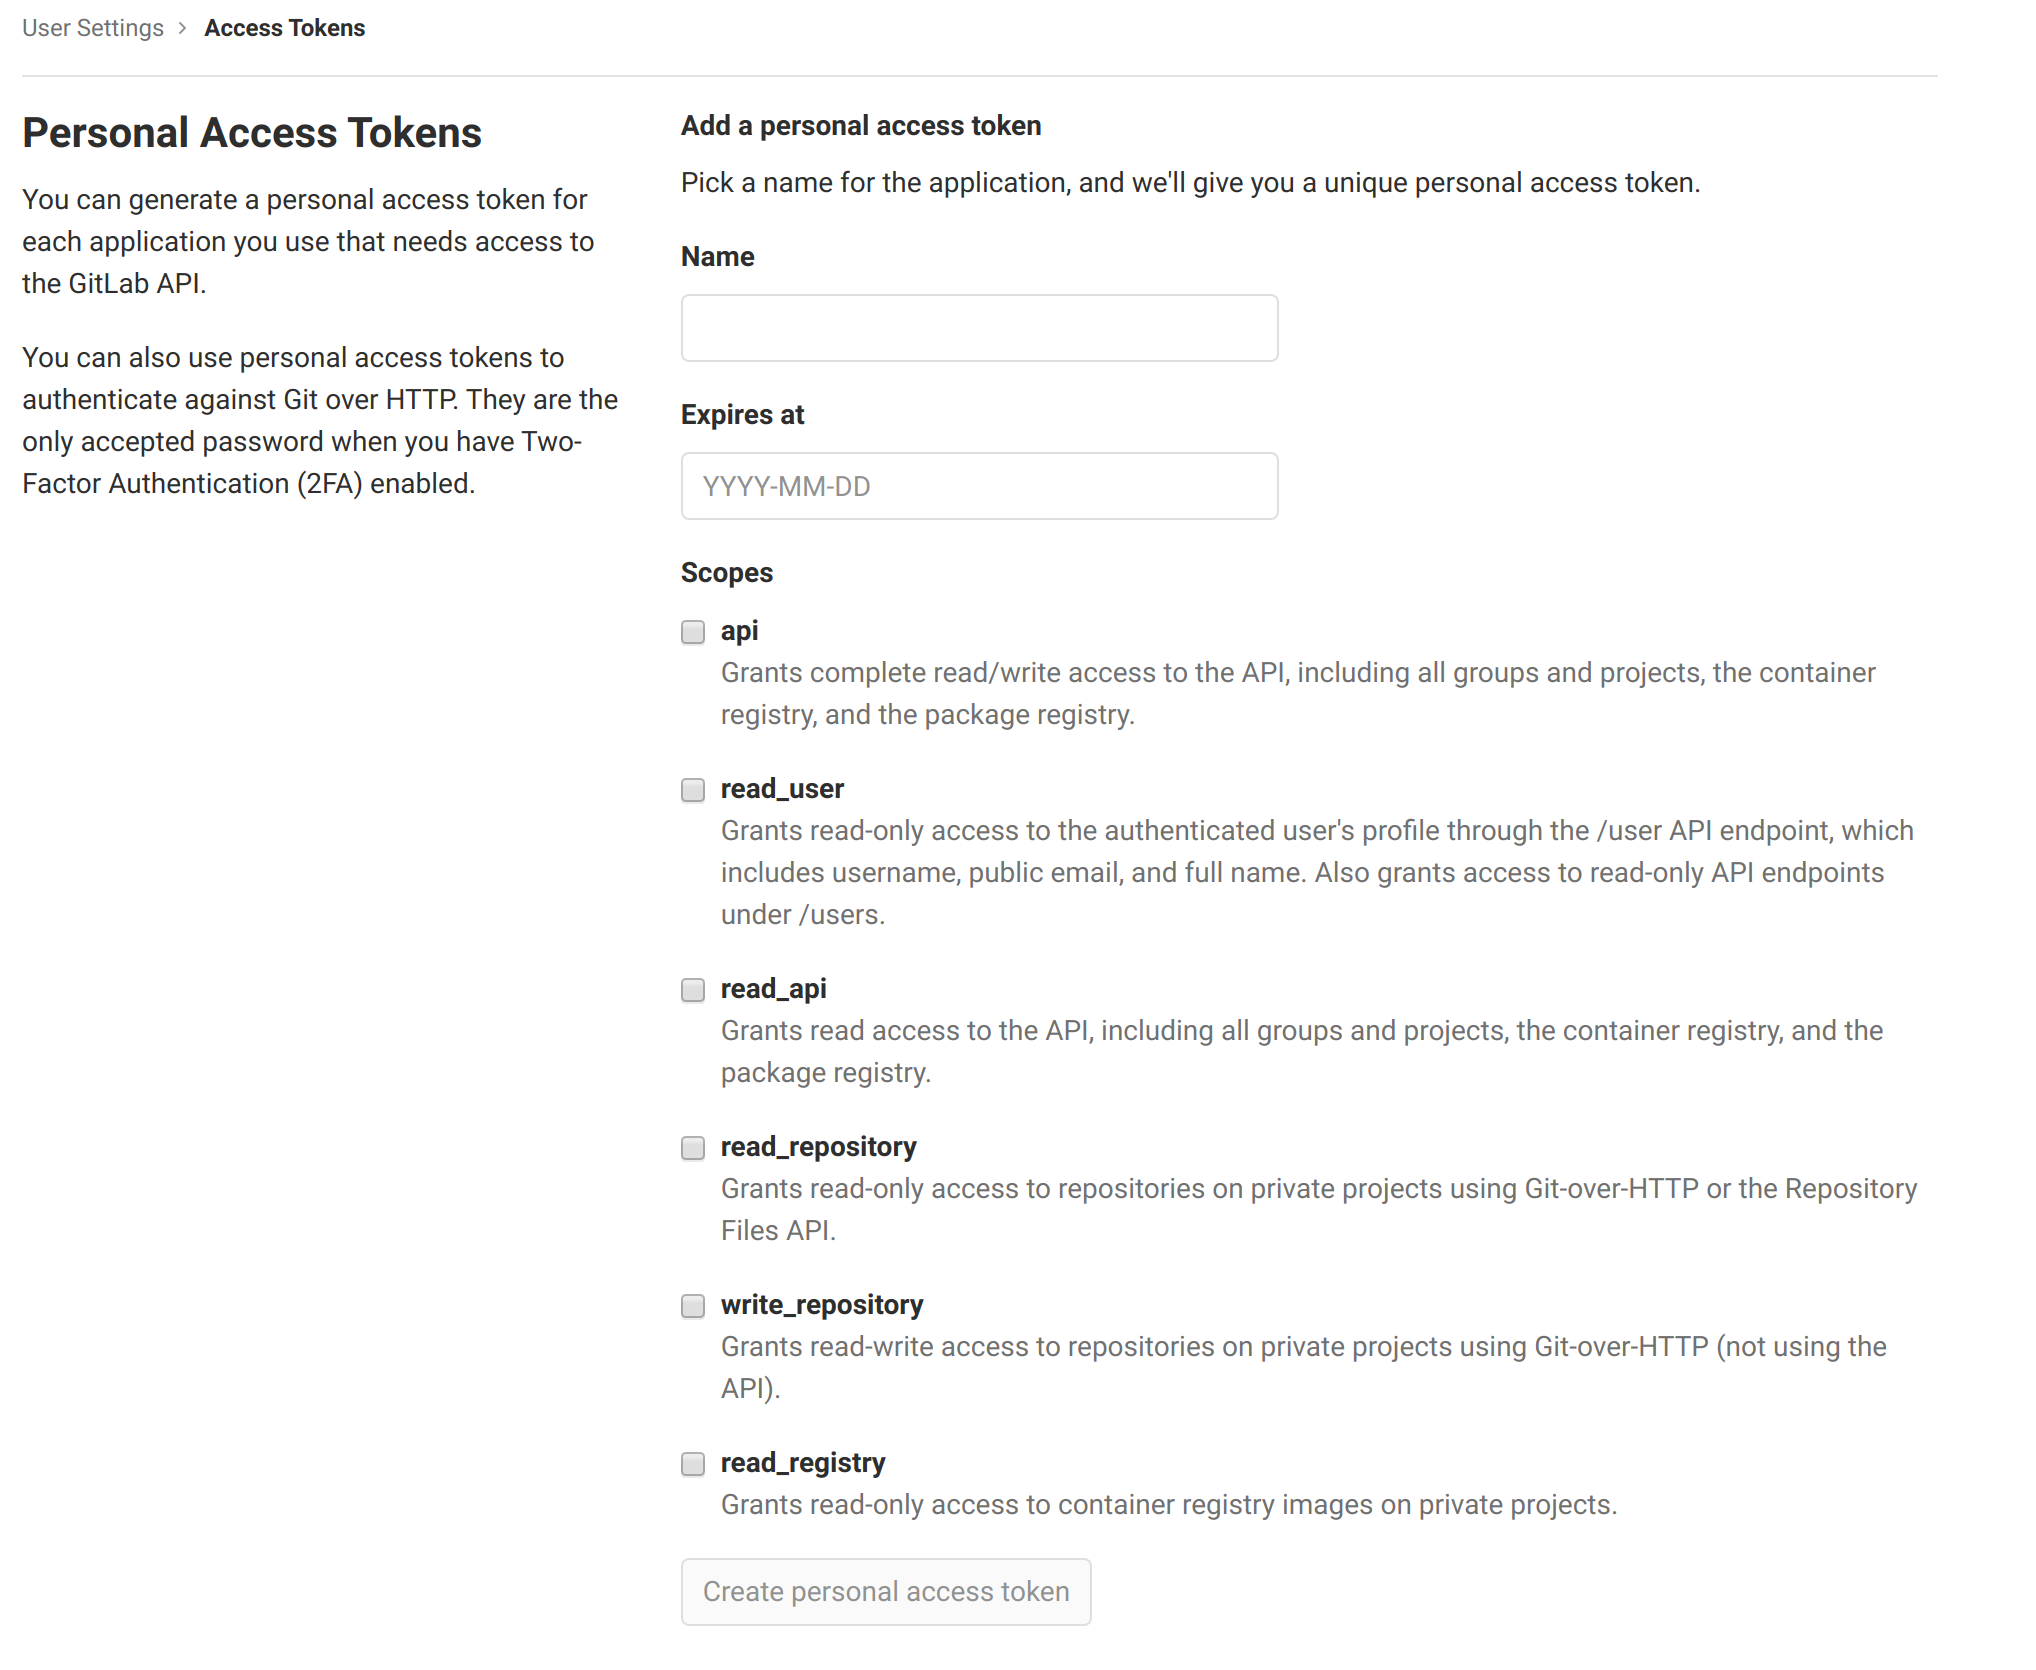 User Settings > Access Tokens
Personal Access Tokens
You can generate a personal access token for
each application you use that needs access to
the GitLab API.
You can also use personal access tokens to
authenticate against Git over HTTP. They are the
only accepted password when you have Two-
Factor Authentication (2FA) enabled.
Add a personal access token
Pick a name for the application, and we'll give you a unique personal access token.
Name
Expires at
YYYY-MM-DD
Scopes
api
Grants complete read/write access to the API, including all groups and projects, the container
registry, and the package registry.
read_user
Grants read-only access to the authenticated user's profile through the /user API endpoint, which
includes username, public email, and full name. Also grants access to read-only API endpoints
under /users.
read_api
Grants read access to the API, including all groups and projects, the container registry, and the
package registry.
read_repository
Grants read-only access to repositories on private projects using Git-over-HTTP or the Repository
Files API.
write_repository
Grants read-write access to repositories on private projects using Git-over-HTTP (not using the
API).
read_registry
Grants read-only access to container registry images on private projects.
Create personal access token